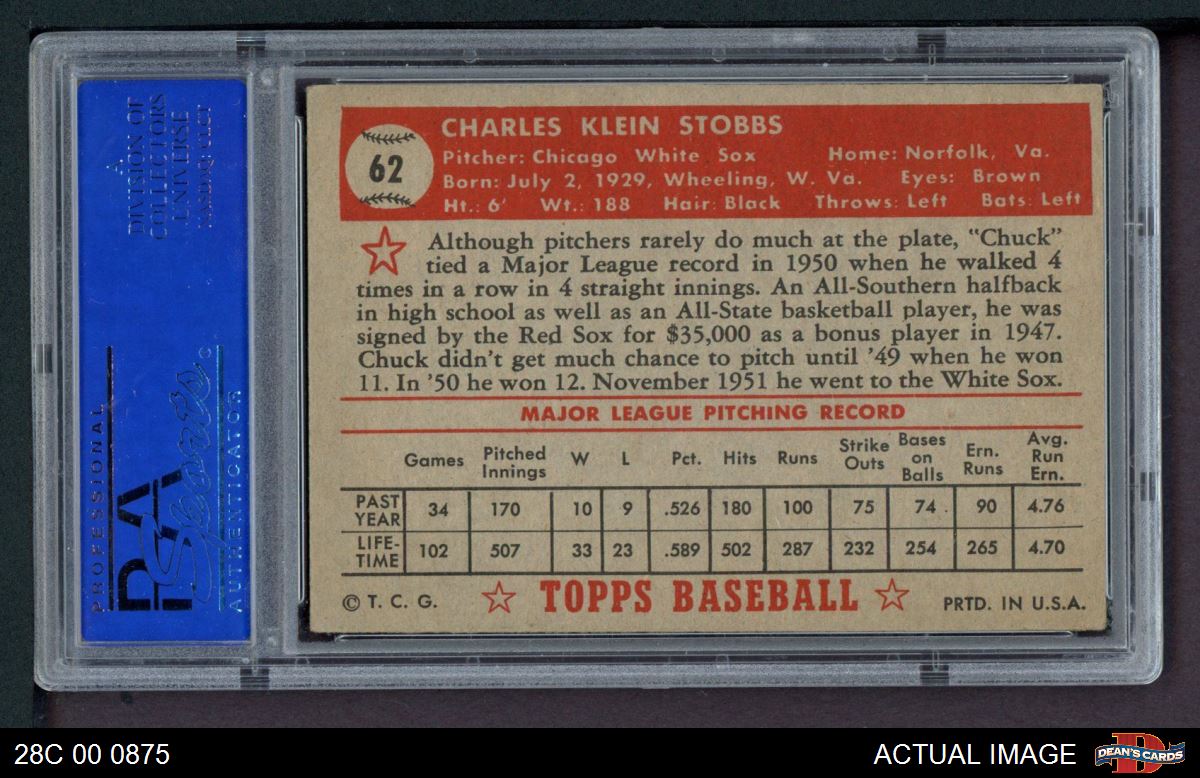 DIVISION OF
COLLECTORS
UNIVERSE
NASDAQ: CLCT
PROFESSIONAL
PSA
Sports
AUTHENTICATOR
62
CHARLES KLEIN STOBBS
Pitcher: Chicago White Sox Home: Norfolk, Va.
Born: July 2, 1929, Wheeling, W. Va. Eyes: Brown
Ht.: 6' Wt.: 188 Hair: Black Throws: Left Bats: Left
Although pitchers rarely do much at the plate, "Chuck"
tied a Major League record in 1950 when he walked 4
times in a row in 4 straight innings. An All-Southern halfback
in high school as well as an All-State basketball player, he was
signed by the Red Sox for $35,000 as a bonus player in 1947.
Chuck didn't get much chance to pitch until '49 when he won
11. In '50 he won 12. November 1951 he went to the White Sox.
MAJOR LEAGUE PITCHING RECORD
Games Pitched Innings W L Pct. Hits Runs Strike Outs Bases on Balls Ern. Runs Avg. Run Ern.
PAST YEAR 34 170 10 9 .526 180 100 75 74 90 4.76
LIFE-TIME 102 507 33 23 .589 502 287 232 254 265 4.70
© T. C. G. TOPPS BASEBALL PRTD. IN U.S.A.
28C 00 0875
ACTUAL IMAGE
DEAN'S CARDS